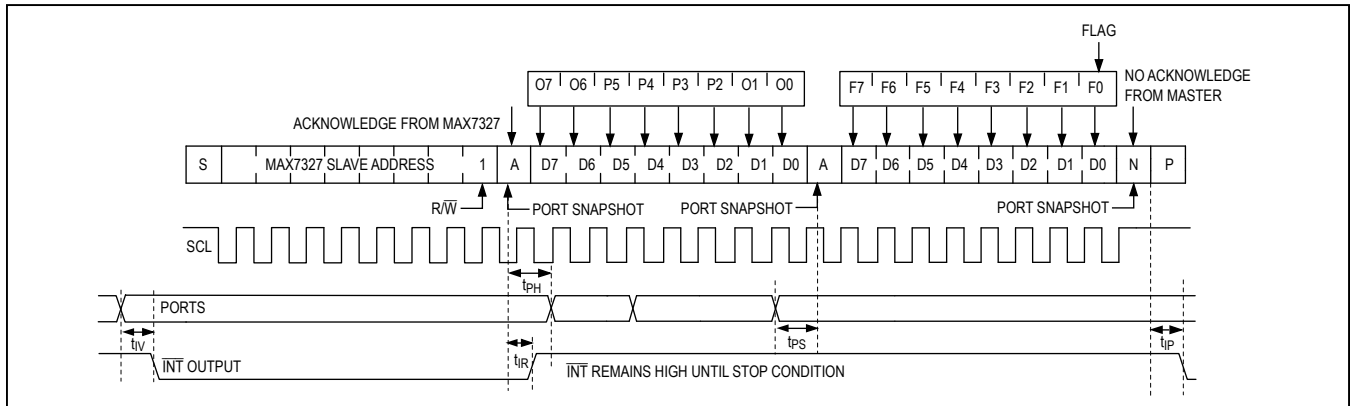 FLAG
O7 O6 P5 P4 P3 P2 O1 O0 F7 F6 F5 F4 F3 F2 F1 F0
NO ACKNOWLEDGE
FROM MASTER
ACKNOWLEDGE FROM MAX7327
S MAX7327 SLAVE ADDRESS 1 A D7 D6 D5 D4 D3 D2 D1 D0 A D7 D6 D5 D4 D3 D2 D1 D0 N P
R/W̅ PORT SNAPSHOT PORT SNAPSHOT PORT SNAPSHOT
SCL
tPH
PORTS
tIV tIR tPS tIP
I̅N̅T̅ OUTPUT I̅N̅T̅ REMAINS HIGH UNTIL STOP CONDITION